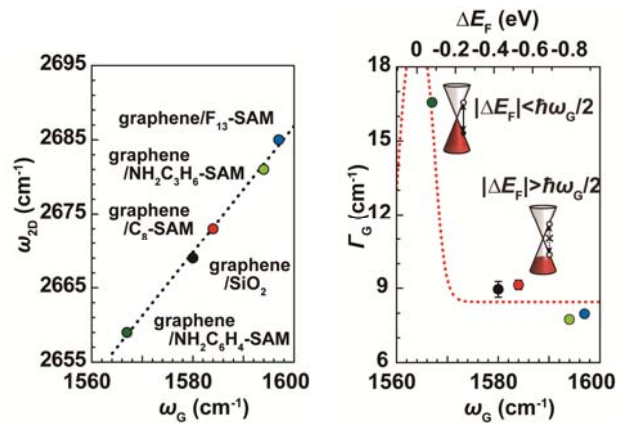 2695
2685
2675
2665
2655
ω2D (cm-1)
graphene/F13-SAM
graphene
/NH2C3H6-SAM
graphene
/C8-SAM
graphene
/SiO2
graphene
/NH2C6H4-SAM
1560
1580
1600
ωG (cm-1)
ΔEF (eV)
0 -0.2 -0.4 -0.6 -0.8
18
15
12
9
6
ΓG (cm-1)
|ΔEF|<ħωG/2
|ΔEF|>ħωG/2
1560
1580
1600
ωG (cm-1)